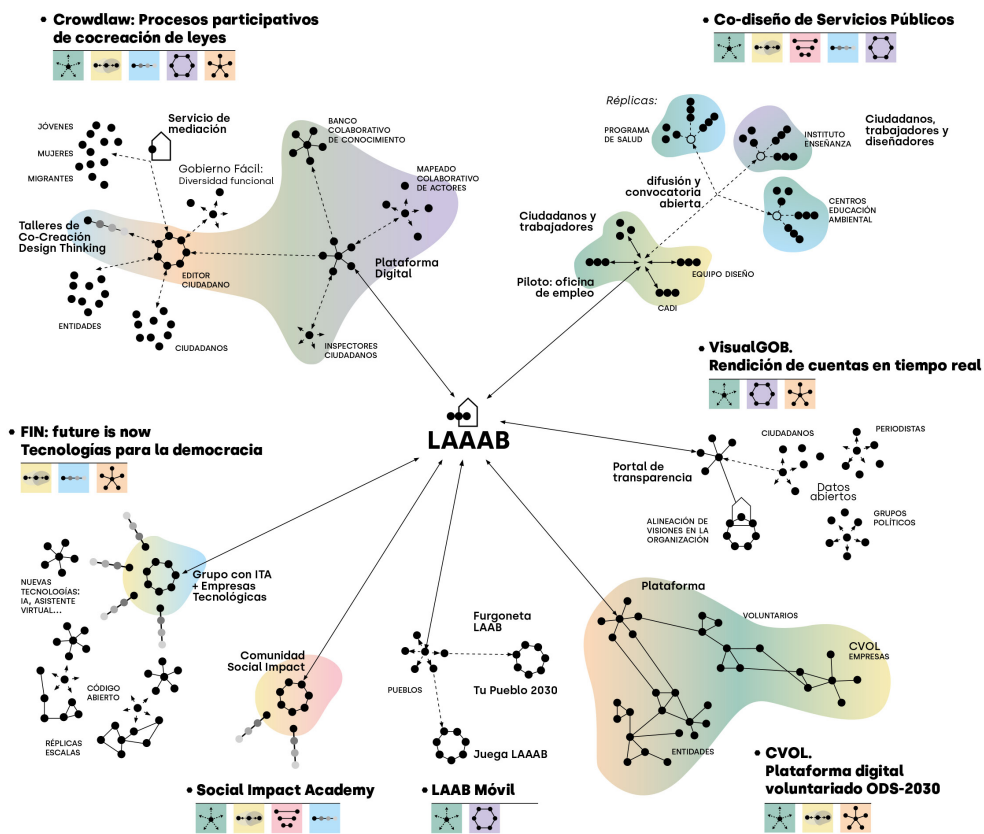 • Crowdlaw: Procesos participativos
de cocreación de leyes
JÓVENES
MUJERES
MIGRANTES
Servicio de
mediación
Gobierno Fácil:
Diversidad funcional
BANCO
COLABORATIVO
DE CONOCIMIENTO
MAPEADO
COLABORATIVO
DE ACTORES
Talleres de
Co-Creación
Design Thinking
EDITOR
CIUDADANO
Plataforma
Digital
ENTIDADES
CIUDADANOS
INSPECTORES
CIUDADANOS
• Co-diseño de Servicios Públicos
Réplicas:
PROGRAMA
DE SALUD
INSTITUTO
ENSEÑANZA
Ciudadanos,
trabajadores y
diseñadores
difusión y
convocatoria
abierta
CENTROS
EDUCACIÓN
AMBIENTAL
Ciudadanos y
trabajadores
EQUIPO DISEÑO
Piloto: oficina
de empleo
CADI
LAAAB
• VisualGOB.
Rendición de cuentas en tiempo real
CIUDADANOS
PERIODISTAS
Portal de
transparencia
Datos
abiertos
ALINEACIÓN DE
VISIONES EN LA
ORGANIZACIÓN
GRUPOS
POLÍTICOS
• FIN: future is now
Tecnologías para la democracia
NUEVAS
TECNOLOGÍAS:
IA, ASISTENTE
VIRTUAL...
Grupo con ITA
+ Empresas
Tecnológicas
CÓDIGO
ABIERTO
RÉPLICAS
ESCALAS
Comunidad
Social Impact
• Social Impact Academy
Furgoneta
LAAB
PUEBLOS
Tu Pueblo 2030
Juega LAAAB
• LAAB Móvil
Plataforma
VOLUNTARIOS
CVOL
EMPRESAS
ENTIDADES
• CVOL.
Plataforma digital
voluntariado ODS-2030